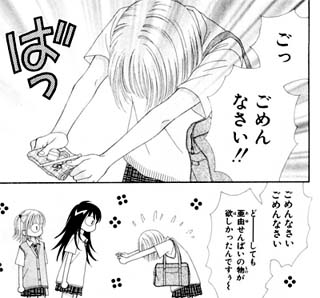 ばっ
ごっ
ごめん
なさい!!
ごめんなさい
ごめんなさい
どーーしても
亜由せんぱいの物が
欲しかったんですぅ〜